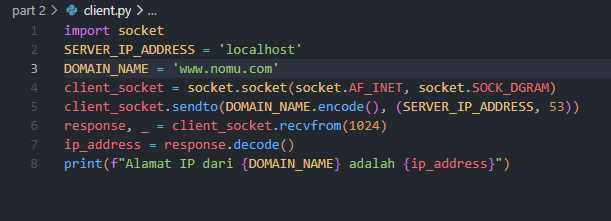 part 2 > client.py > ...
1 import socket
2 SERVER_IP_ADDRESS = 'localhost'
3 DOMAIN_NAME = 'www.nomu.com'
4 client_socket = socket.socket(socket.AF_INET, socket.SOCK_DGRAM)
5 client_socket.sendto(DOMAIN_NAME.encode(), (SERVER_IP_ADDRESS, 53))
6 response, _ = client_socket.recvfrom(1024)
7 ip_address = response.decode()
8 print(f"Alamat IP dari {DOMAIN_NAME} adalah {ip_address}")